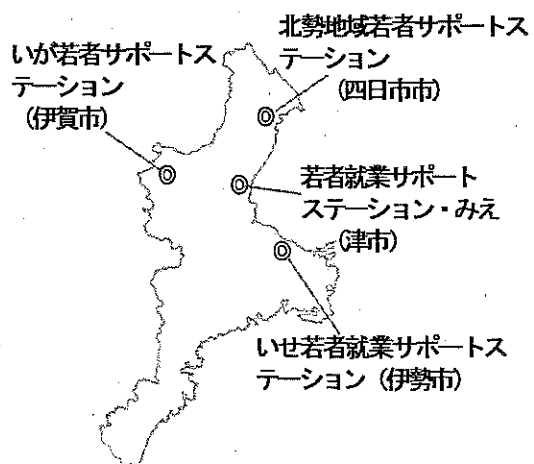 北勢地域若者サポートス
テーション
(四日市市)
いが若者サポートス
テーション
(伊賀市)
若者就業サポート
ステーション・みえ
(津市)
いせ若者就業サポートス
テーション(伊勢市)